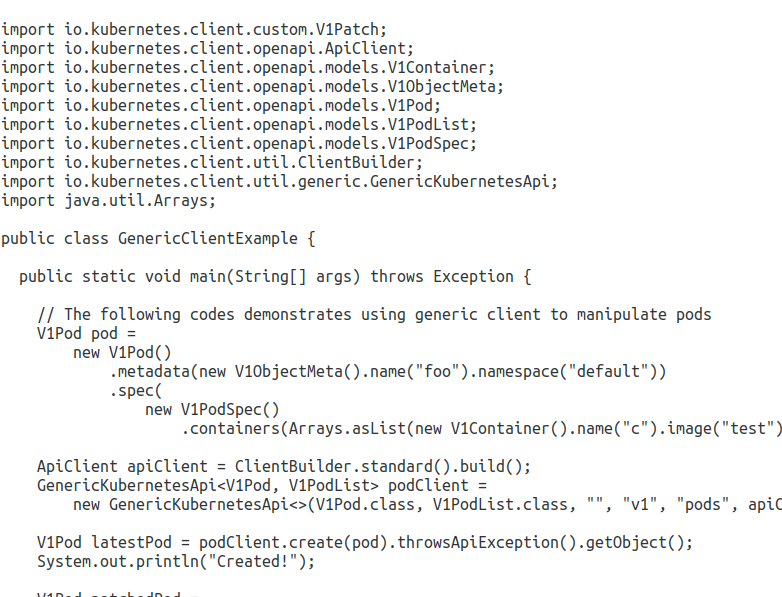 import io.kubernetes.client.custom.V1Patch;
import io.kubernetes.client.openapi.ApiClient;
import io.kubernetes.client.openapi.models.V1Container;
import io.kubernetes.client.openapi.models.V1ObjectMeta;
import io.kubernetes.client.openapi.models.V1Pod;
import io.kubernetes.client.openapi.models.V1PodList;
import io.kubernetes.client.openapi.models.V1PodSpec;
import io.kubernetes.client.util.ClientBuilder;
import io.kubernetes.client.util.generic.GenericKubernetesApi;
import java.util.Arrays;

public class GenericClientExample {

  public static void main(String[] args) throws Exception {

    // The following codes demonstrates using generic client to manipulate pods
    V1Pod pod =
        new V1Pod()
            .metadata(new V1ObjectMeta().name("foo").namespace("default"))
            .spec(
                new V1PodSpec()
                    .containers(Arrays.asList(new V1Container().name("c").image("test")

    ApiClient apiClient = ClientBuilder.standard().build();
    GenericKubernetesApi<V1Pod, V1PodList> podClient =
        new GenericKubernetesApi<>(V1Pod.class, V1PodList.class, "", "v1", "pods", apiC

    V1Pod latestPod = podClient.create(pod).throwsApiException().getObject();
    System.out.println("Created!");